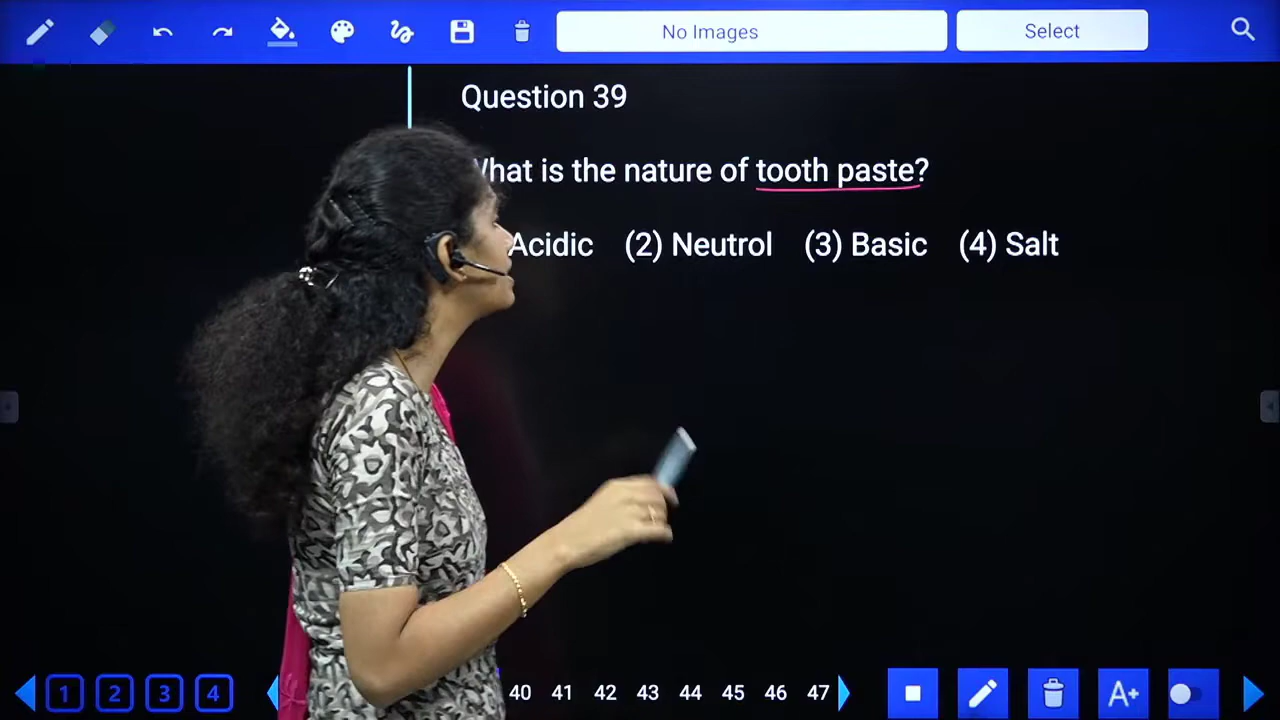 No Images
Select
Question 39
What is the nature of tooth paste?
Acidic (2) Neutrol (3) Basic (4) Salt
1 2 3 4
40 41 42 43 44 45 46 47
A+